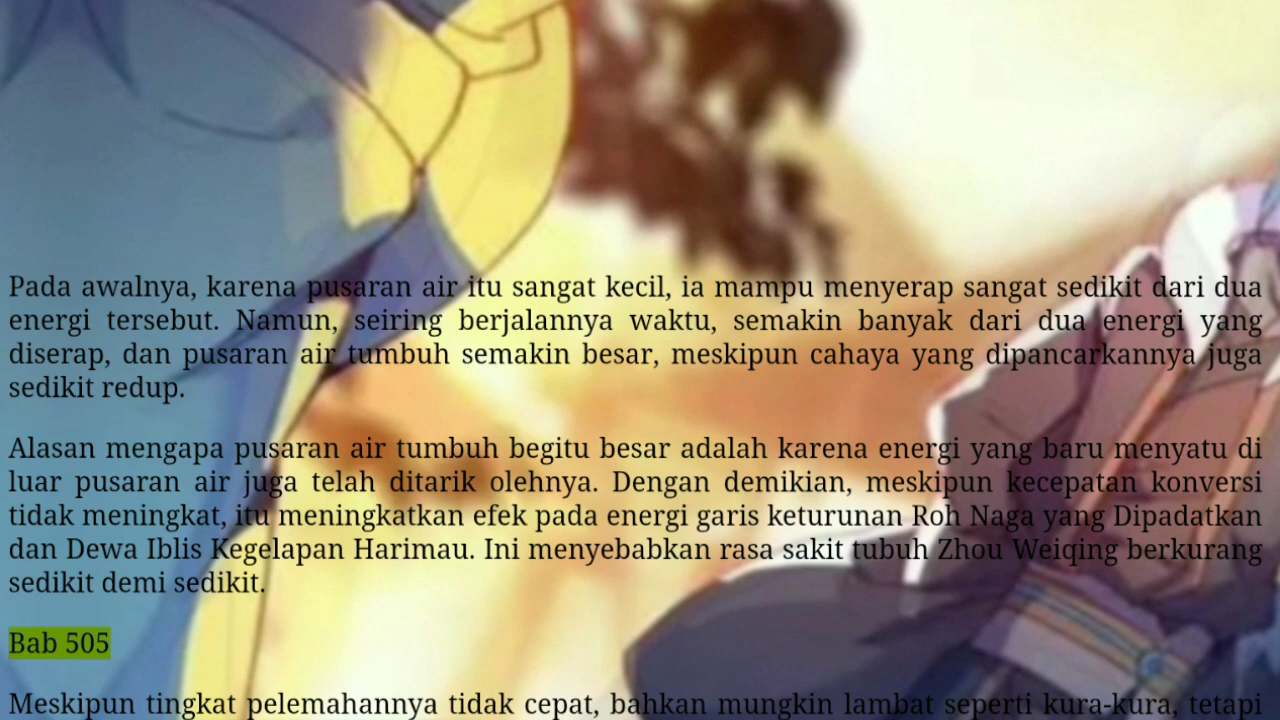 Pada awalnya, karena pusaran air itu sangat kecil, ia mampu menyerap sangat sedikit dari dua
energi tersebut. Namun, seiring berjalannya waktu, semakin banyak dari dua energi yang
diserap, dan pusaran air tumbuh semakin besar, meskipun cahaya yang dipancarkannya juga
sedikit redup.
Alasan mengapa pusaran air tumbuh begitu besar adalah karena energi yang baru menyatu di
luar pusaran air juga telah ditarik olehnya. Dengan demikian, meskipun kecepatan konversi
tidak meningkat, itu meningkatkan efek pada energi garis keturunan Roh Naga yang Dipadatkan
dan Dewa Iblis Kegelapan Harimau. Ini menyebabkan rasa sakit tubuh Zhou Weiqing berkurang
sedikit demi sedikit.
Bab 505
Meskipun tingkat pelemahannya tidak cepat, bahkan mungkin lambat seperti kura-kura, tetapi